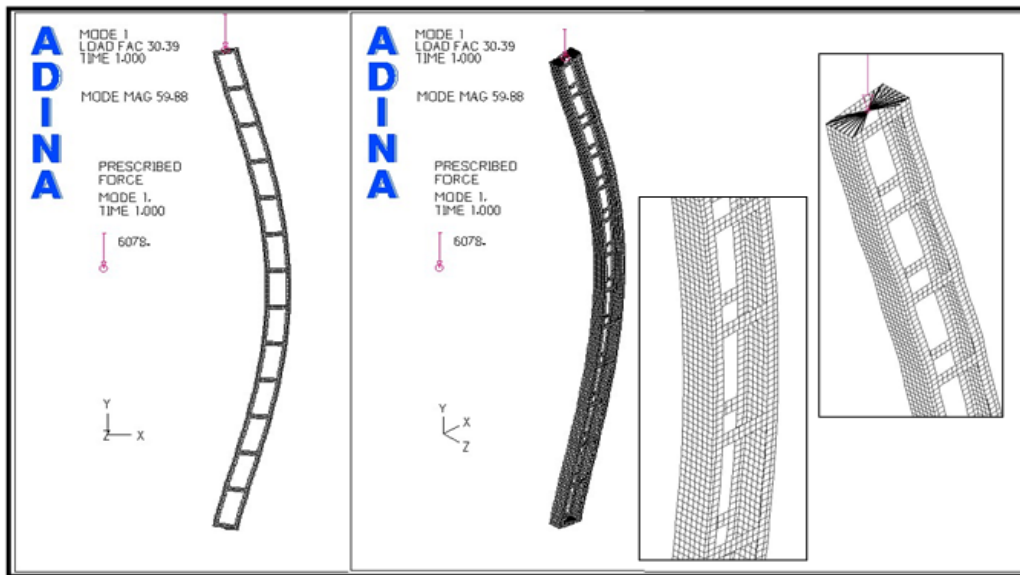 ADINA
MODE 1
LOAD FAC 30.39
TIME 1.000
MODE MAG 59.88
PRESCRIBED
FORCE
MODE 1,
TIME 1.000
6078.
Y
Z X
ADINA
MODE 1
LOAD FAC 30.39
TIME 1.000
MODE MAG 59.88
PRESCRIBED
FORCE
MODE 1,
TIME 1.000
6078.
Y
X
Z